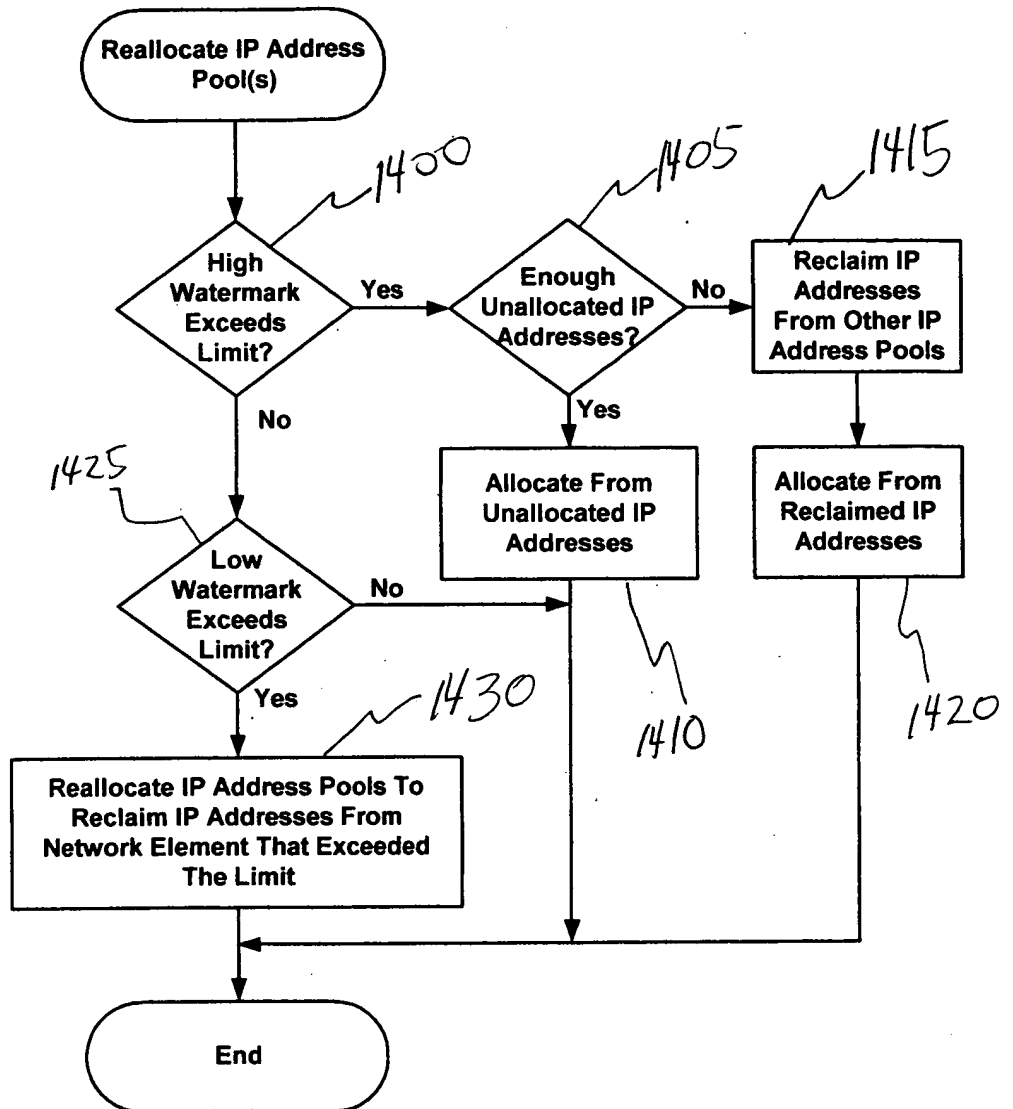 Reallocate IP Address
Pool(s)
1400
1405
1415
High
Watermark
Exceeds
Limit?
Yes
Enough
Unallocated IP
Addresses?
No
Reclaim IP
Addresses
From Other IP
Address Pools
No
Yes
1425
Allocate From
Unallocated IP
Addresses
Allocate From
Reclaimed IP
Addresses
Low
Watermark
Exceeds
Limit?
No
Yes
1430
1410
1420
Reallocate IP Address Pools To
Reclaim IP Addresses From
Network Element That Exceeded
The Limit
End